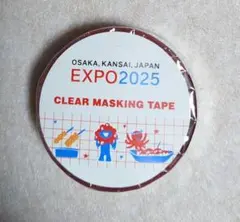 OSAKA, KANSAI, JAPAN
EXPO2025
CLEAR MASKING TAPE